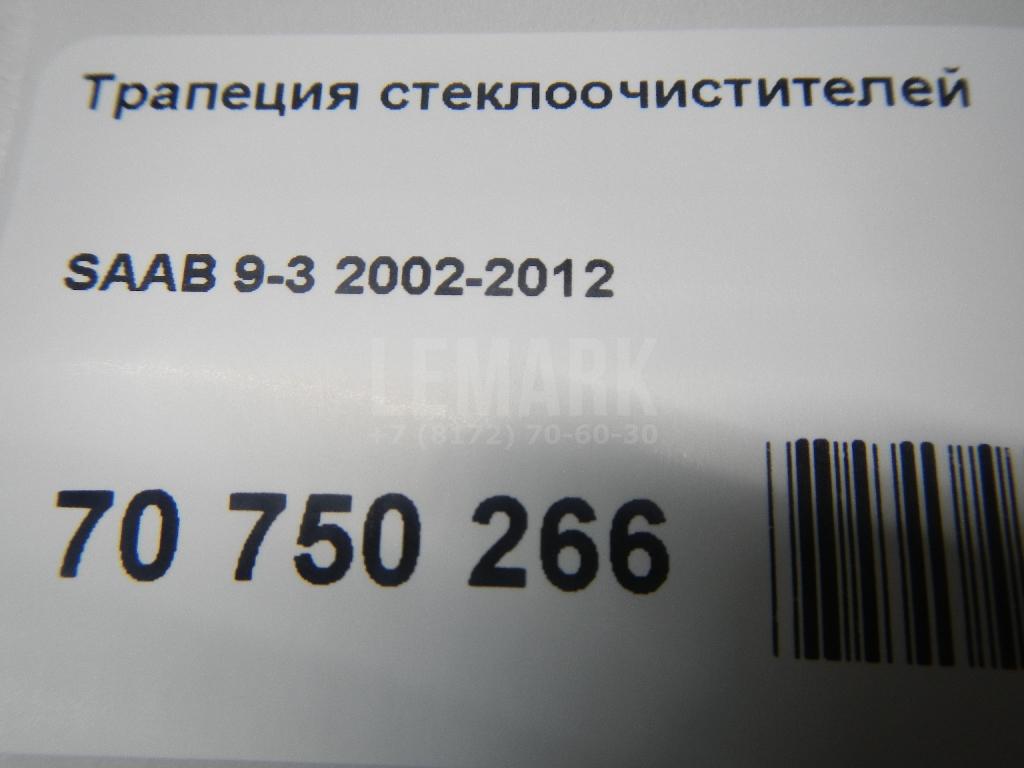 Трапеция стеклоочистителей
SAAB 9-3 2002-2012
LEMARK
+7 (8172) 70-60-30
70 750 266